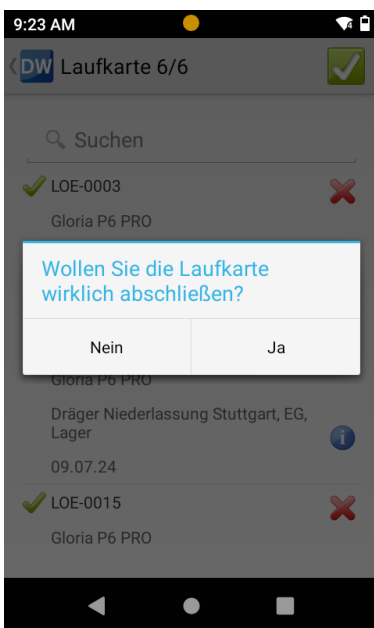 9:23 AM
DW Laufkarte 6/6
Suchen
LOE-0003
Gloria P6 PRO
Wollen Sie die Laufkarte
wirklich abschließen?
Nein Ja
Gloria P6 PRO
Dräger Niederlassung Stuttgart, EG,
Lager
09.07.24
LOE-0015
Gloria P6 PRO